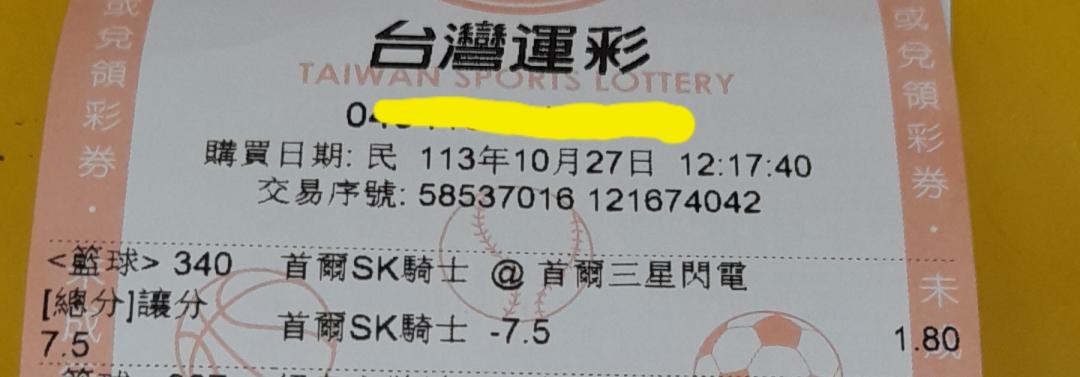 台灣運彩
TAIWAN SPORTS LOTTERY
購買日期: 民 113年10月27日 12:17:40
交易序號: 58537016 121674042
<籃球> 340 首爾SK騎士 @ 首爾三星閃電
[總分]讓分
首爾SK騎士 -7.5
7.5 1.80
或兌領彩券.未成
或兌領彩券.未